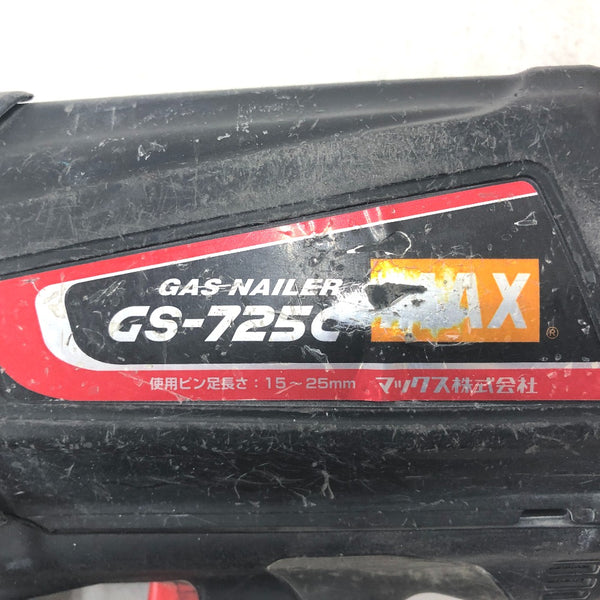 GAS NAILER
GS-725C
MAX
®
使用ピン足長さ:15~25mm
マックス株式会社